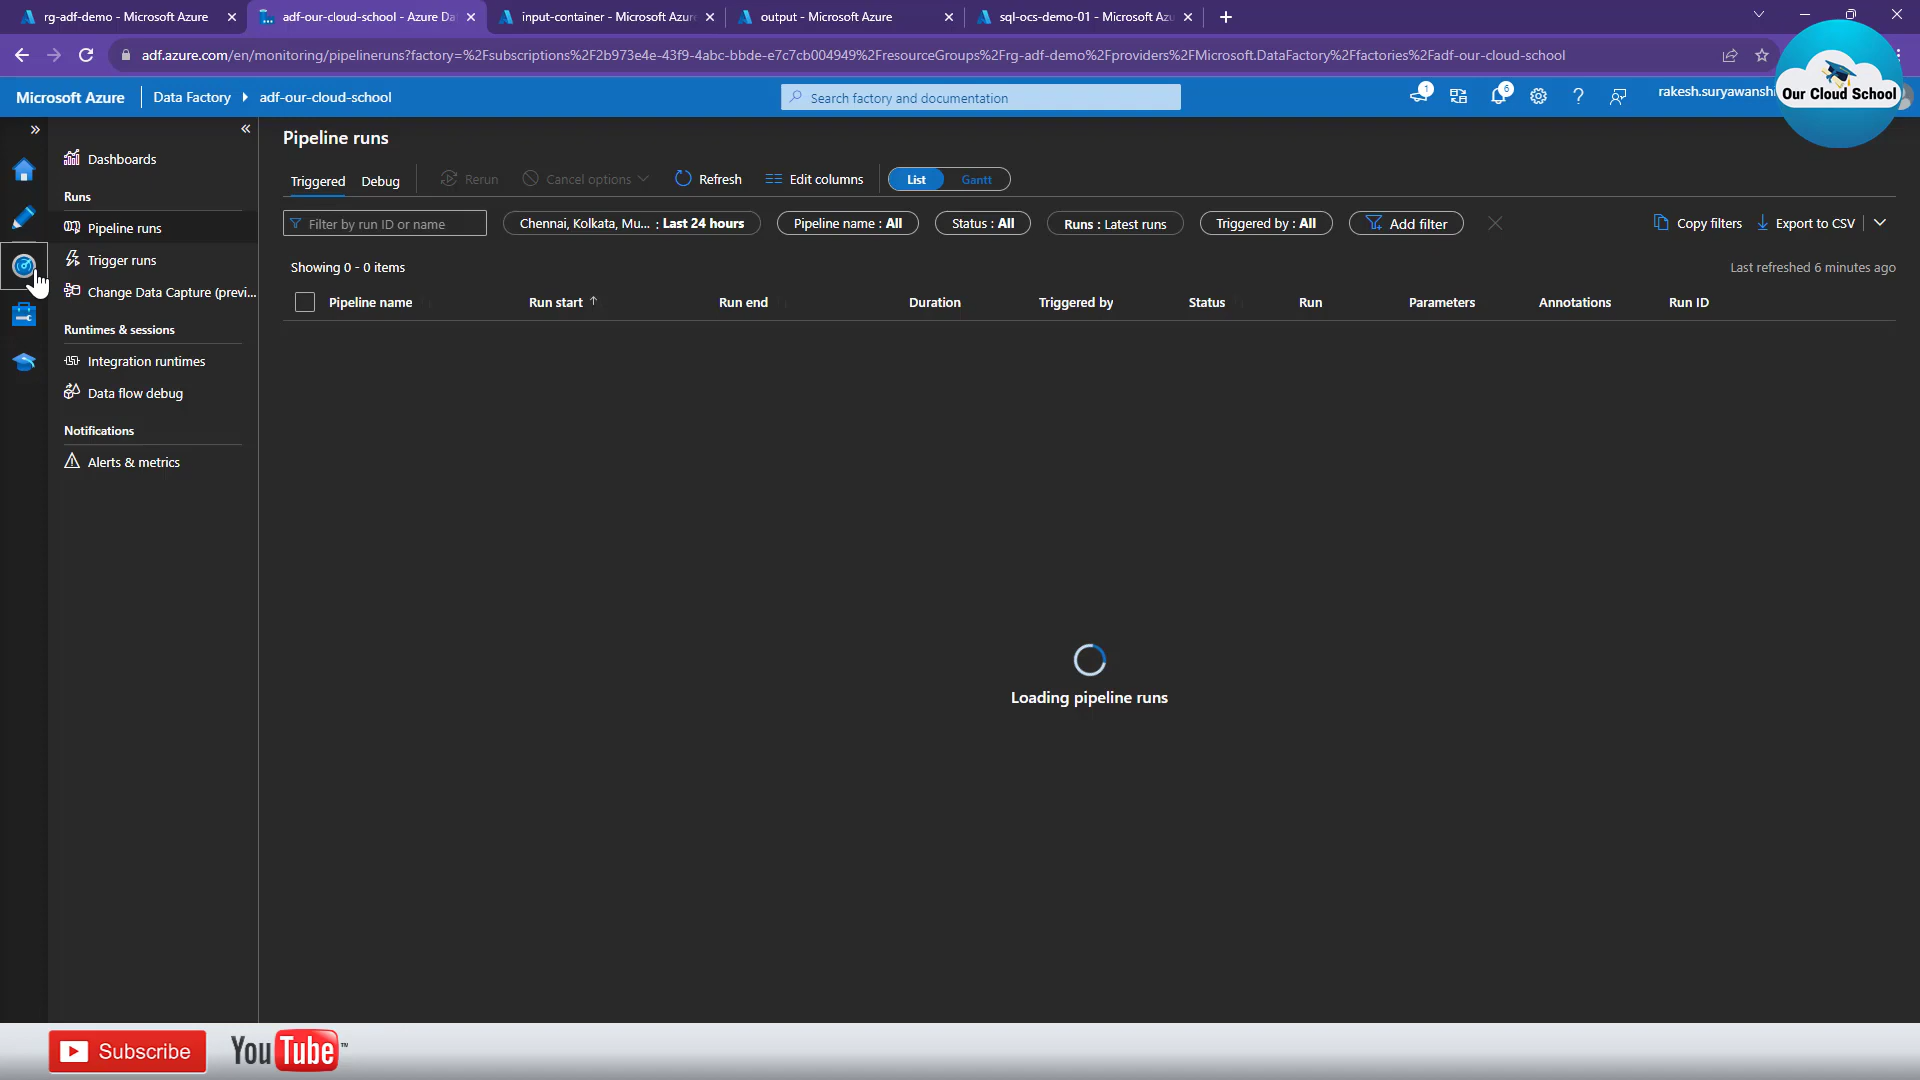 rg-adf-demo - Microsoft Azure
adf-our-cloud-school - Azure Da
input-container - Microsoft Azure
output - Microsoft Azure
sql-ocs-demo-01 - Microsoft Azu
adf.azure.com/en/monitoring/pipelineruns?factory=%2Fsubscriptions%2F2b973e4e-43f9-4abc-bbde-e7c7cb004949%2FresourceGroups%2Frg-adf-demo%2Fproviders%2FMicrosoft.DataFactory%2Ffactories%2Fadf-our-cloud-school
Microsoft Azure
Data Factory
adf-our-cloud-school
Search factory and documentation
1
6
rakesh.suryawanshi
Our Cloud School
Dashboards
Runs
Pipeline runs
Trigger runs
Change Data Capture (previ...
Runtimes & sessions
Integration runtimes
Data flow debug
Notifications
Alerts & metrics
Pipeline runs
Triggered
Debug
Rerun
Cancel options
Refresh
Edit columns
List
Gantt
Filter by run ID or name
Chennai, Kolkata, Mu... : Last 24 hours
Pipeline name : All
Status : All
Runs : Latest runs
Triggered by : All
Add filter
Copy filters
Export to CSV
Showing 0 - 0 items
Last refreshed 6 minutes ago
Pipeline name
Run start
Run end
Duration
Triggered by
Status
Run
Parameters
Annotations
Run ID
Loading pipeline runs
Subscribe
YouTube™